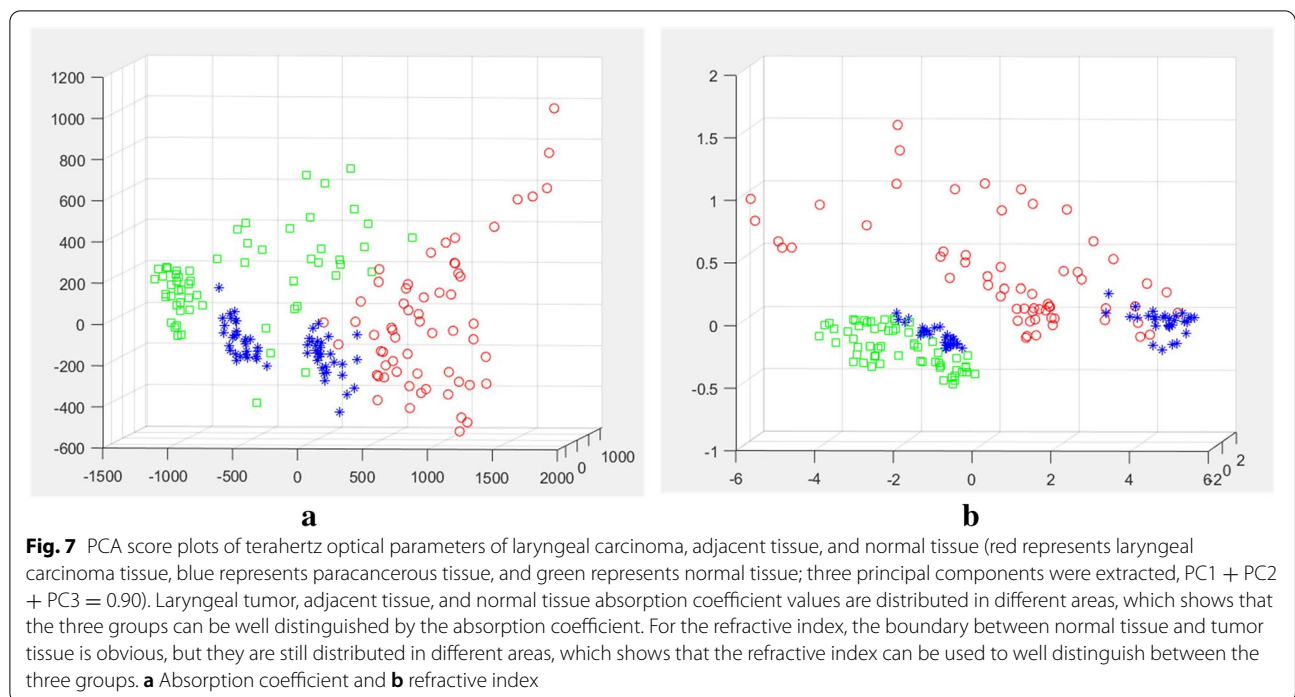 1200
1000
800
600
400
200
0
-200
-400
-600
-1500 -1000 -500 0 500 1000 1500 2000 0 1000
a
2
1.5
1
0.5
0
-0.5
-1
-6 -4 -2 0 2 4 6 -2 0 2
b
Fig. 7 PCA score plots of terahertz optical parameters of laryngeal carcinoma, adjacent tissue, and normal tissue (red represents laryngeal
carcinoma tissue, blue represents paracancerous tissue, and green represents normal tissue; three principal components were extracted, PC1 + PC2
+ PC3 = 0.90). Laryngeal tumor, adjacent tissue, and normal tissue absorption coefficient values are distributed in different areas, which shows that
the three groups can be well distinguished by the absorption coefficient. For the refractive index, the boundary between normal tissue and tumor
tissue is obvious, but they are still distributed in different areas, which shows that the refractive index can be used to well distinguish between the
three groups. a Absorption coefficient and b refractive index